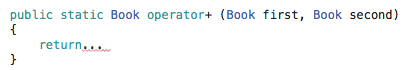 public static Book operator+ (Book first, Book second)
{
    return...
}